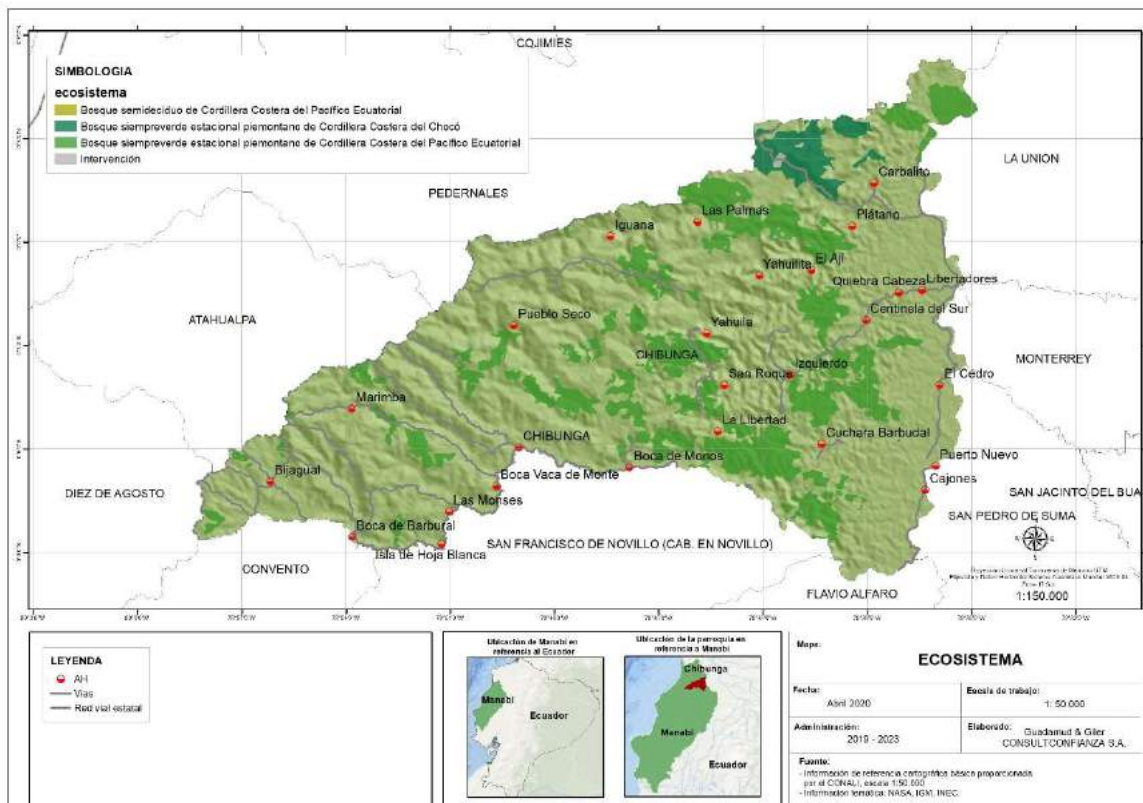 COJIMIES
SIMBOLOGIA
ecosistema
Bosque semideciduo de Cordillera Costera del Pacífico Ecuatorial
Bosque siempreverde estacional piemontano de Cordillera Costera del Chocó
Bosque siempreverde estacional piemontano de Cordillera Costera del Pacífico Ecuatorial
Intervención
LA UNION
PEDERNALES
Carbalito
Las Palmas
Plátano
Iguana
Yahuilita
El Ají
Quiebra Cabeza
Libertadores
Centinela del Sur
ATAHUALPA
Pueblo Seco
Yahuila
CHIBUNGA
MONTERREY
Izquierdo
San Roque
El Cedro
Marimba
La Libertad
CHIBUNGA
Cuchara Barbudal
Boca de Monos
Puerto Nuevo
Boca Vaca de Monte
Bijagual
Cajones
DIEZ DE AGOSTO
SAN JACINTO DEL BUA
Las Monses
SAN PEDRO DE SUMA
Boca de Barbural
SAN FRANCISCO DE NOVILLO (CAB. EN NOVILLO)
Isla de Hoja Blanca
CONVENTO
FLAVIO ALFARO
1:150.000
LEYENDA
AH
Vías
Red vial estatal
Ubicación de Manabí en
referencia al Ecuador
Manabí
Ecuador
Ubicación de la parroquia en
referencia a Manabí
Chibunga
Manabí
Ecuador
Mapa:
ECOSISTEMA
Fecha:
Abril 2020
Escala de trabajo:
1: 50.000
Administración:
2019 - 2023
Elaborado:
Guadamud & Giler
CONSULTCONFIANZA S.A.
Fuente:
- Información de referencia cartográfica básica proporcionada
por el CONALI, escala 1:50.000
- Información temática: NASA, IGM, INEC.